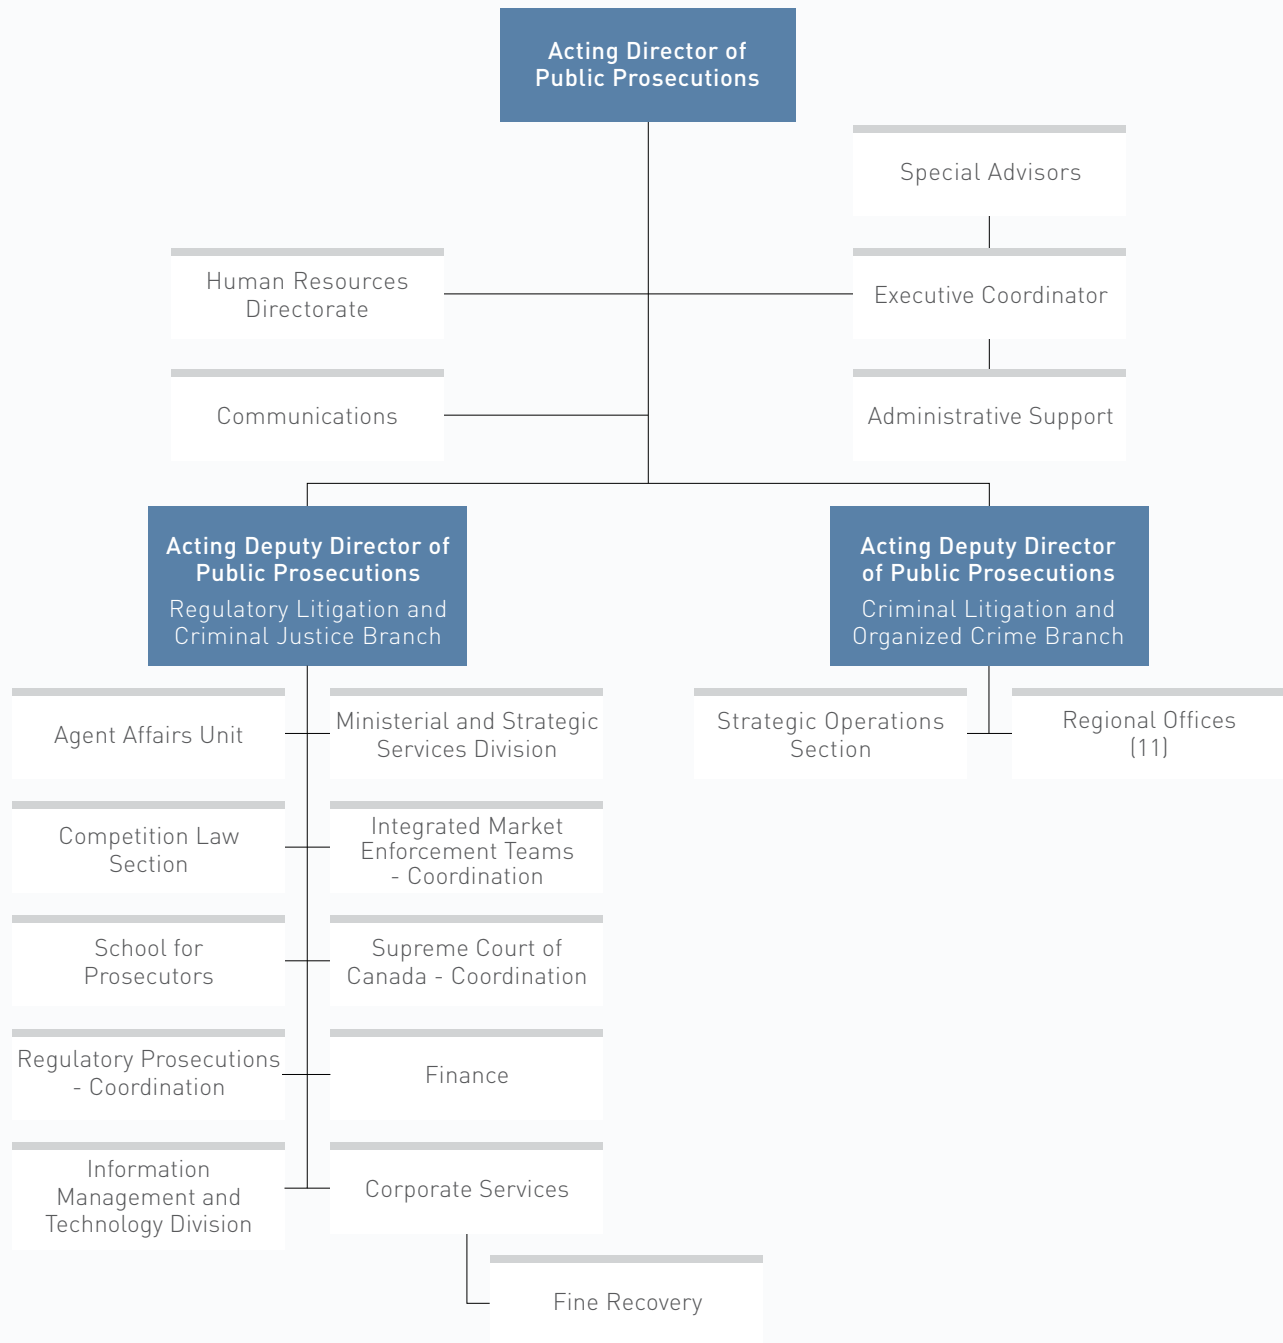 Acting Director of
Public Prosecutions
Special Advisors
Human Resources
Directorate
Executive Coordinator
Communications
Administrative Support
Acting Deputy Director of
Public Prosecutions
Regulatory Litigation and
Criminal Justice Branch
Acting Deputy Director
of Public Prosecutions
Criminal Litigation and
Organized Crime Branch
Agent Affairs Unit
Ministerial and Strategic
Services Division
Strategic Operations
Section
Regional Offices
(11)
Competition Law
Section
Integrated Market
Enforcement Teams
- Coordination
School for
Prosecutors
Supreme Court of
Canada - Coordination
Regulatory Prosecutions
- Coordination
Finance
Information
Management and
Technology Division
Corporate Services
Fine Recovery